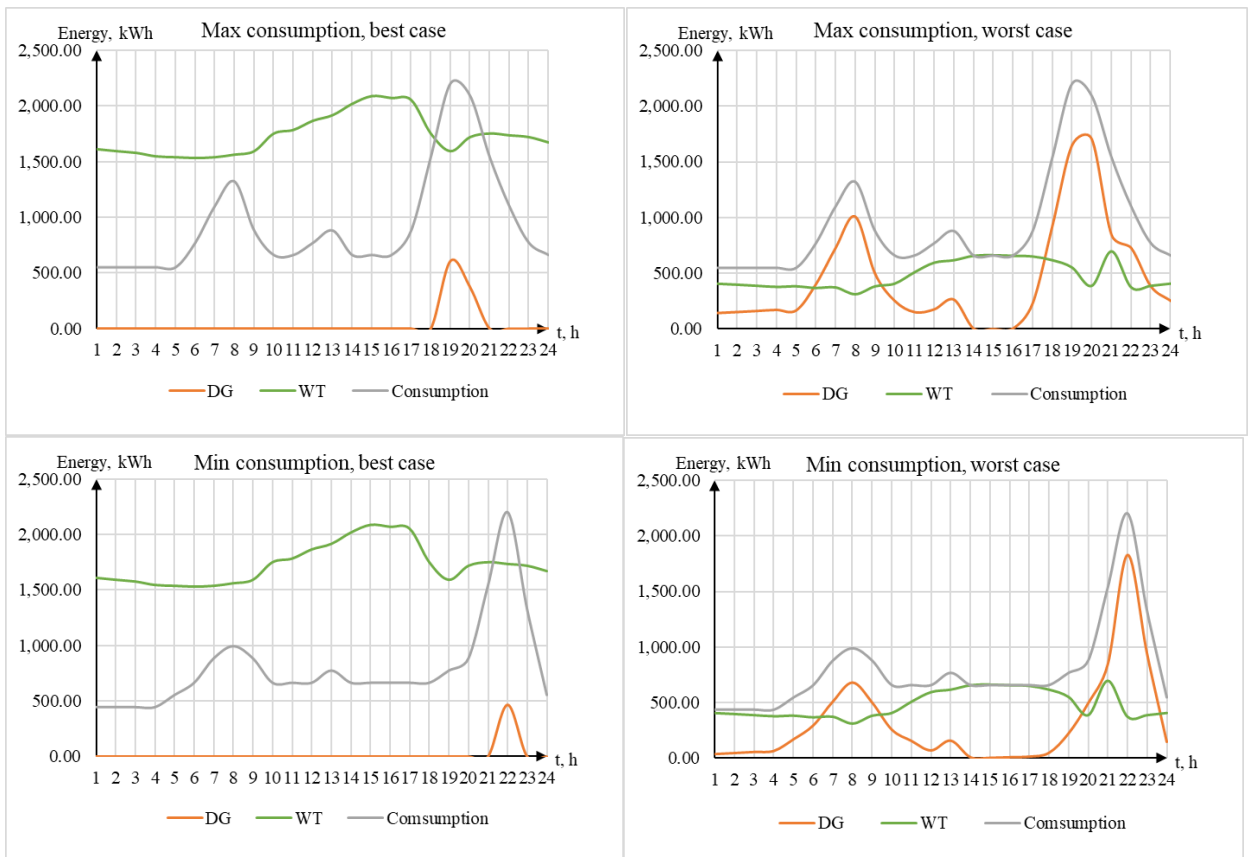 Energy, kWh Max consumption, best case
2,500.00
2,000.00
1,500.00
1,000.00
500.00
0.00
t, h
1 2 3 4 5 6 7 8 9 10 11 12 13 14 15 16 17 18 19 20 21 22 23 24
DG WT Consumption
Energy, kWh Max consumption, worst case
2,500.00
2,000.00
1,500.00
1,000.00
500.00
0.00
t, h
1 2 3 4 5 6 7 8 9 10 11 12 13 14 15 16 17 18 19 20 21 22 23 24
DG WT Consumption
Energy, kWh Min consumption, best case
2,500.00
2,000.00
1,500.00
1,000.00
500.00
0.00
t, h
1 2 3 4 5 6 7 8 9 10 11 12 13 14 15 16 17 18 19 20 21 22 23 24
DG WT Comsumption
Energy, kWh Min consumption, worst case
2,500.00
2,000.00
1,500.00
1,000.00
500.00
0.00
t, h
1 2 3 4 5 6 7 8 9 10 11 12 13 14 15 16 17 18 19 20 21 22 23 24
DG WT Comsumption